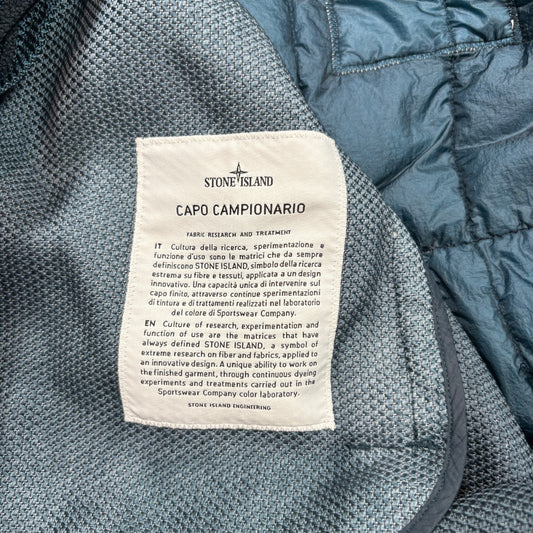 STONE ISLAND
CAPO CAMPIONARIO
FABRIC RESEARCH AND TREATMENT
IT Cultura della ricerca, sperimentazione e
funzione d'uso sono le matrici che da sempre
definiscono STONE ISLAND, simbolo della ricerca
estrema su fibre e tessuti, applicata a un design
innovativo. Una capacità unica di intervenire sul
capo finito, attraverso continue sperimentazioni
di tintura e di trattamenti realizzati nel laboratorio
del colore di Sportswear Company.
EN Culture of research, experimentation and
function of use are the matrices that have
always defined STONE ISLAND, a symbol of
extreme research on fiber and fabrics, applied to
an innovative design. A unique ability to work on
the finished garment, through continuous dyeing
experiments and treatments carried out in the
Sportswear Company color laboratory.
STONE ISLAND ENGINEERING